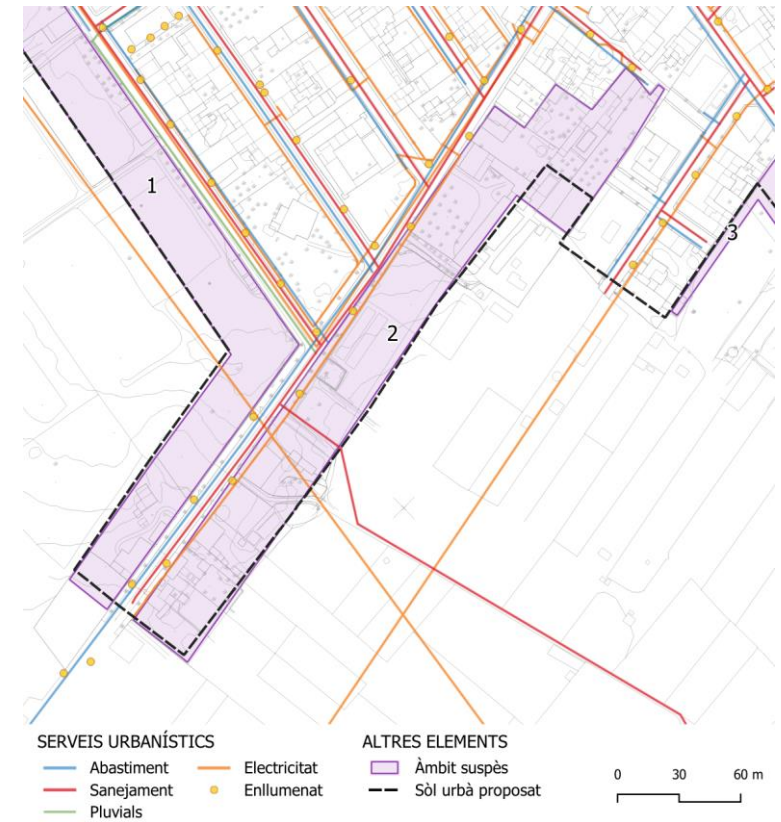 1
2
3
SERVEIS URBANÍSTICS
Abastiment
Sanejament
Pluvials
Electricitat
Enllumenat
ALTRES ELEMENTS
Àmbit suspès
Sòl urbà proposat
0 30 60 m